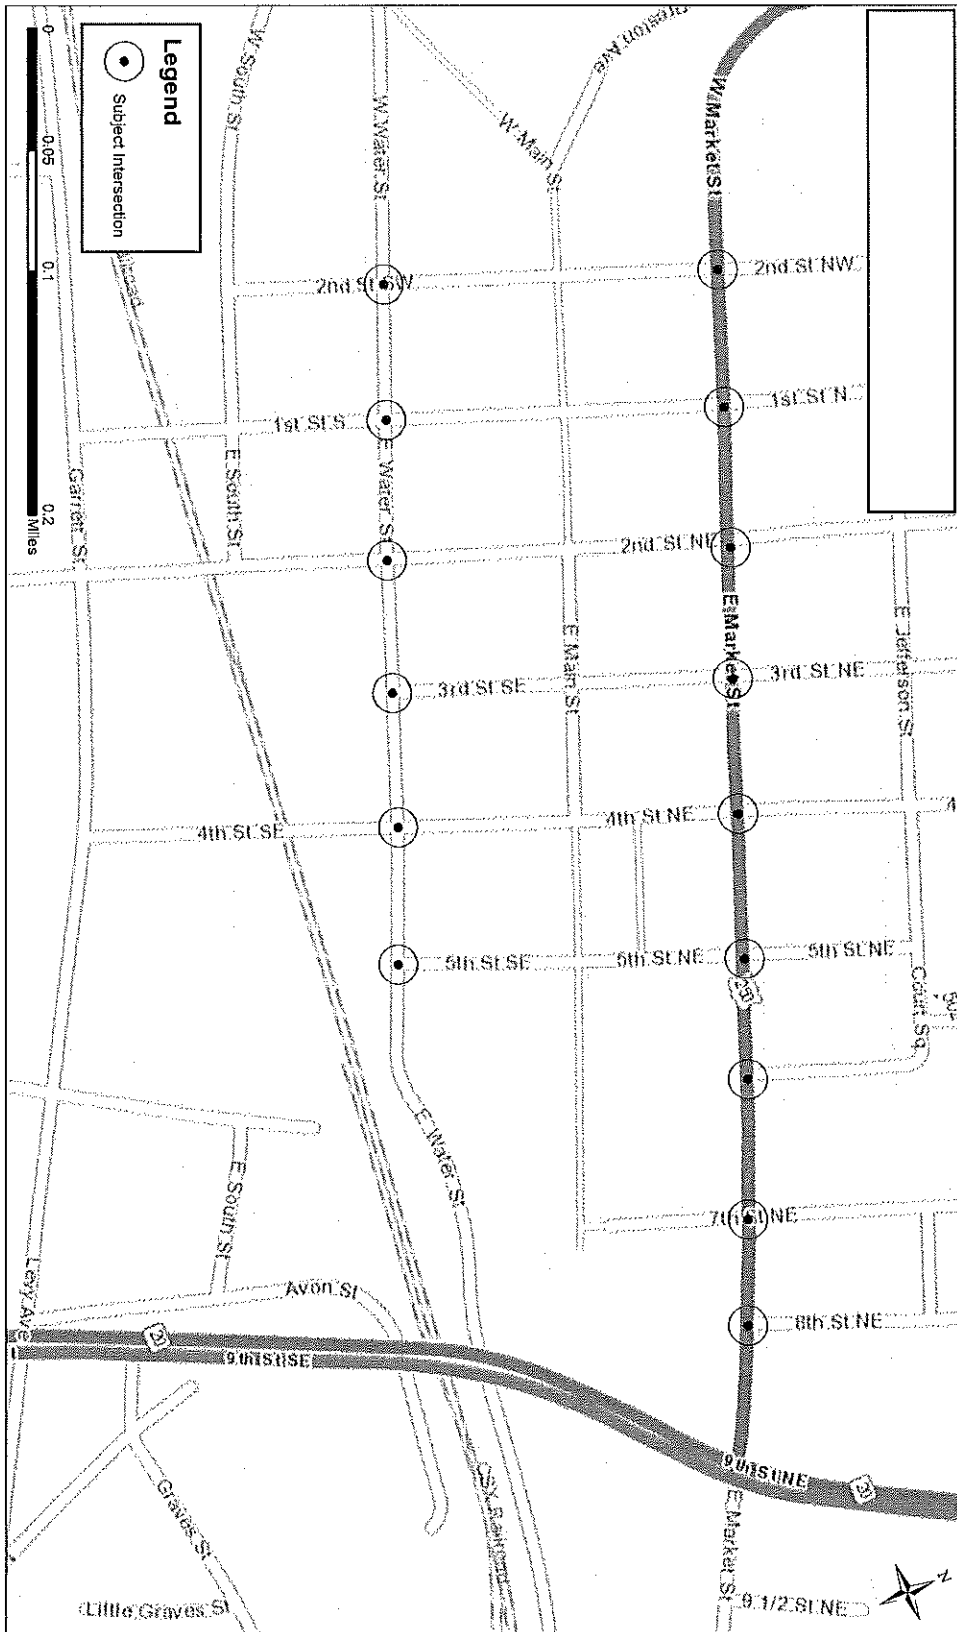 Legend
Subject Intersection
0
0.05
0.1
0.2
Miles
W Market St
E Market St
E Market St
Preston Ave
W Main St
E Main St
W Water St
E Water St
E Water St
W South St
E South St
E South St
Garrett St
Levy Ave
E Jefferson St
Court Sq
2nd St NW
2nd St SW
1st St N
1st St S
2nd St NE
3rd St NE
3rd St SE
4th St NE
4th St SE
5th St NE
5th St NE
5th St SE
7th St NE
8th St NE
9th St NE
9th St SE
9 1/2 St NE
Avon St
Graves St
Little Graves St
CSX Railroad
20
N